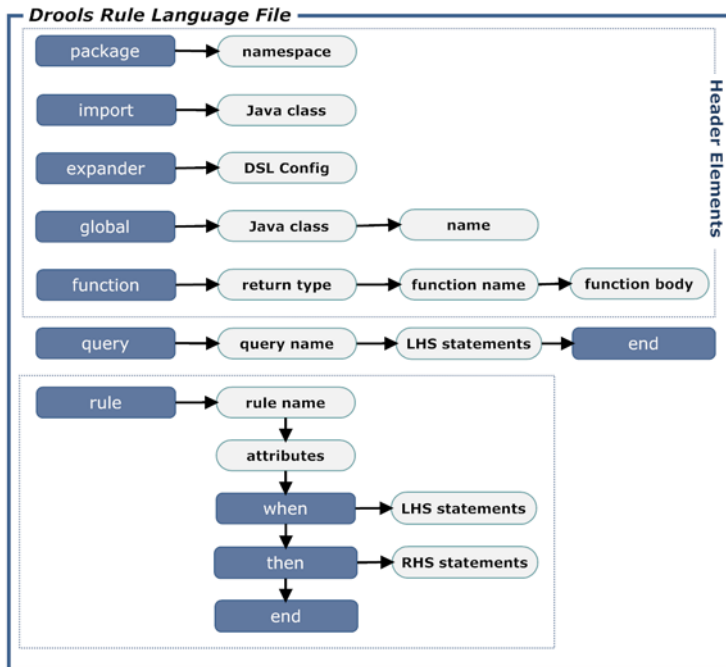 Drools Rule Language File
package
namespace
import
Java class
expander
DSL Config
global
Java class
name
function
return type
function name
function body
Header Elements
query
query name
LHS statements
end
rule
rule name
attributes
when
LHS statements
then
RHS statements
end